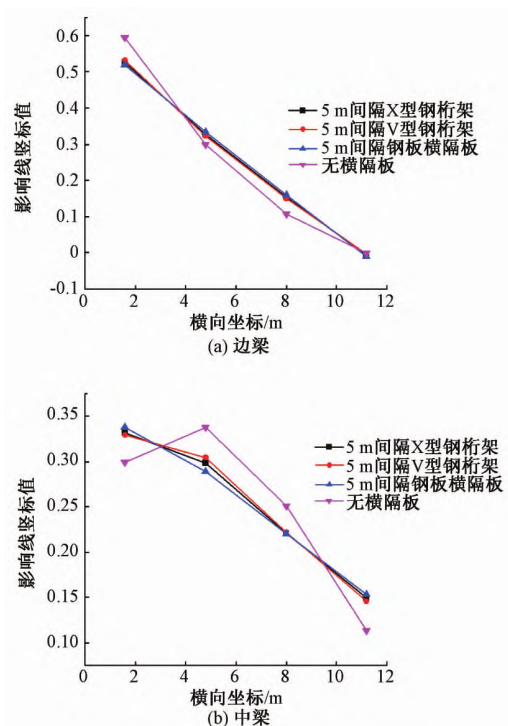 0.6
0.5
0.4
0.3
0.2
0.1
0
-0.1
影响线竖标值
5 m间隔X型钢桁架
5 m间隔V型钢桁架
5 m间隔钢板横隔板
无横隔板
0 2 4 6 8 10 12
横向坐标/m
(a) 边梁
0.35
0.30
0.25
0.20
0.15
0.10
影响线竖标值
5 m间隔X型钢桁架
5 m间隔V型钢桁架
5 m间隔钢板横隔板
无横隔板
0 2 4 6 8 10 12
横向坐标/m
(b) 中梁